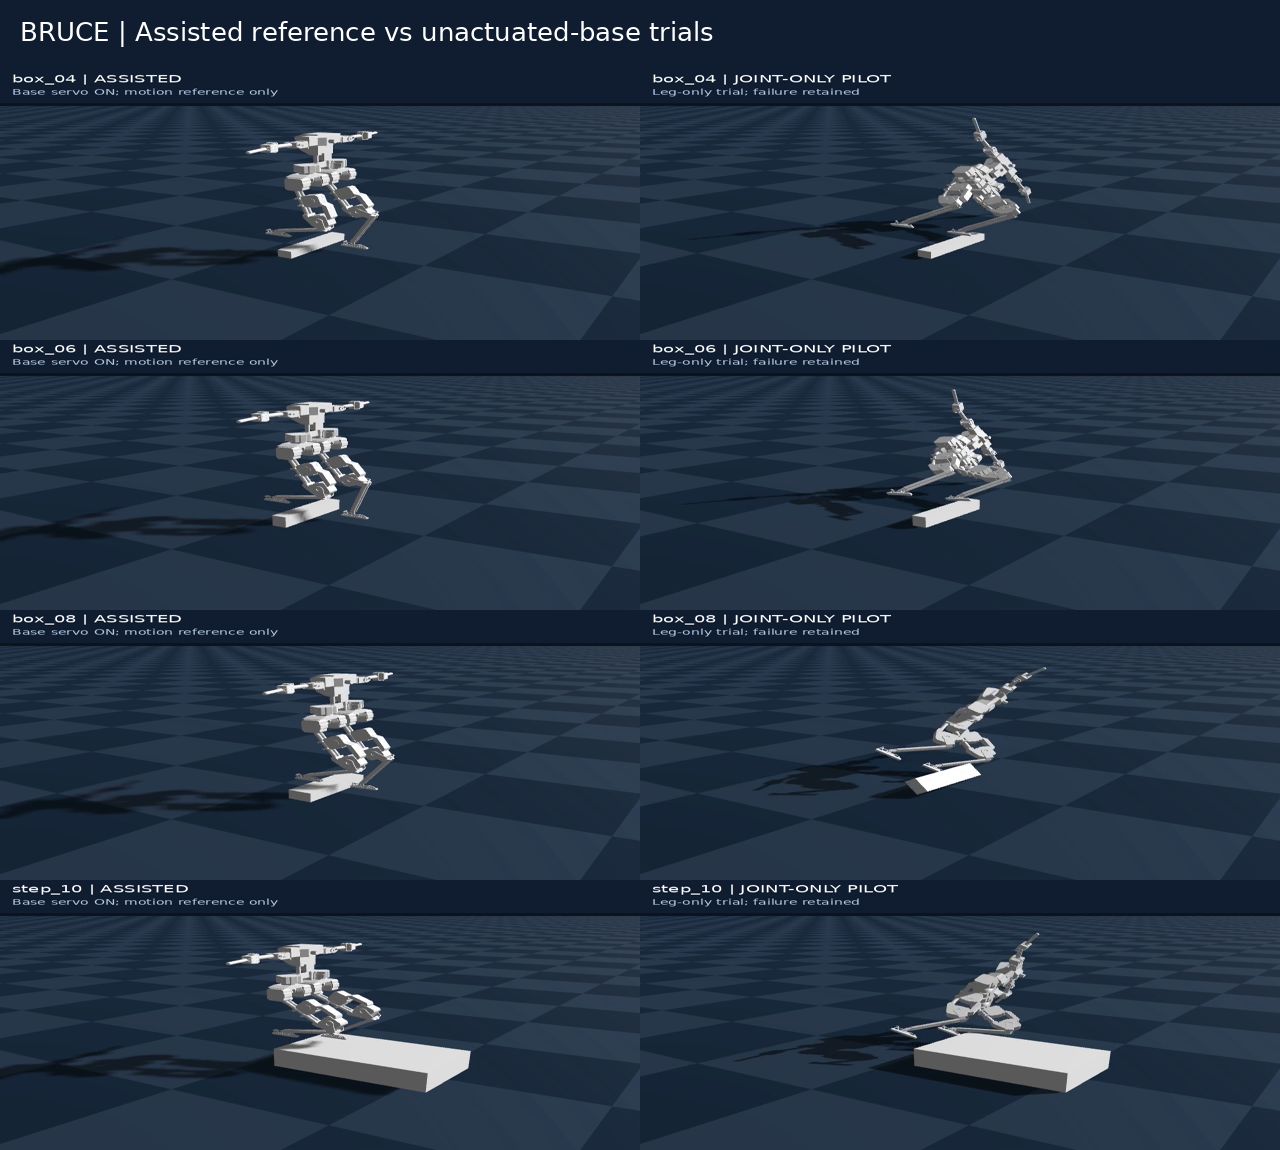 BRUCE | Assisted reference vs unactuated-base trials
box_04 | ASSISTED
Base servo ON; motion reference only
box_04 | JOINT-ONLY PILOT
Leg-only trial; failure retained
box_06 | ASSISTED
Base servo ON; motion reference only
box_06 | JOINT-ONLY PILOT
Leg-only trial; failure retained
box_08 | ASSISTED
Base servo ON; motion reference only
box_08 | JOINT-ONLY PILOT
Leg-only trial; failure retained
step_10 | ASSISTED
Base servo ON; motion reference only
step_10 | JOINT-ONLY PILOT
Leg-only trial; failure retained